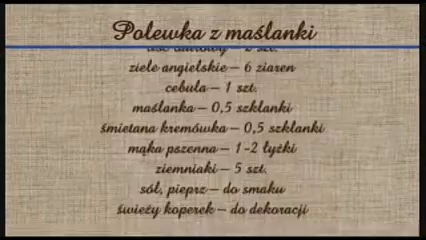 Polewka z maślanki
ziele angielskie – 6 ziaren
cebula – 1 szt.
maślanka – 0,5 szklanki
śmietana kremówka – 0,5 szklanki
mąka pszenna – 1-2 łyżki
ziemniaki – 5 szt.
sól, pieprz – do smaku
świeży koperek – do dekoracji